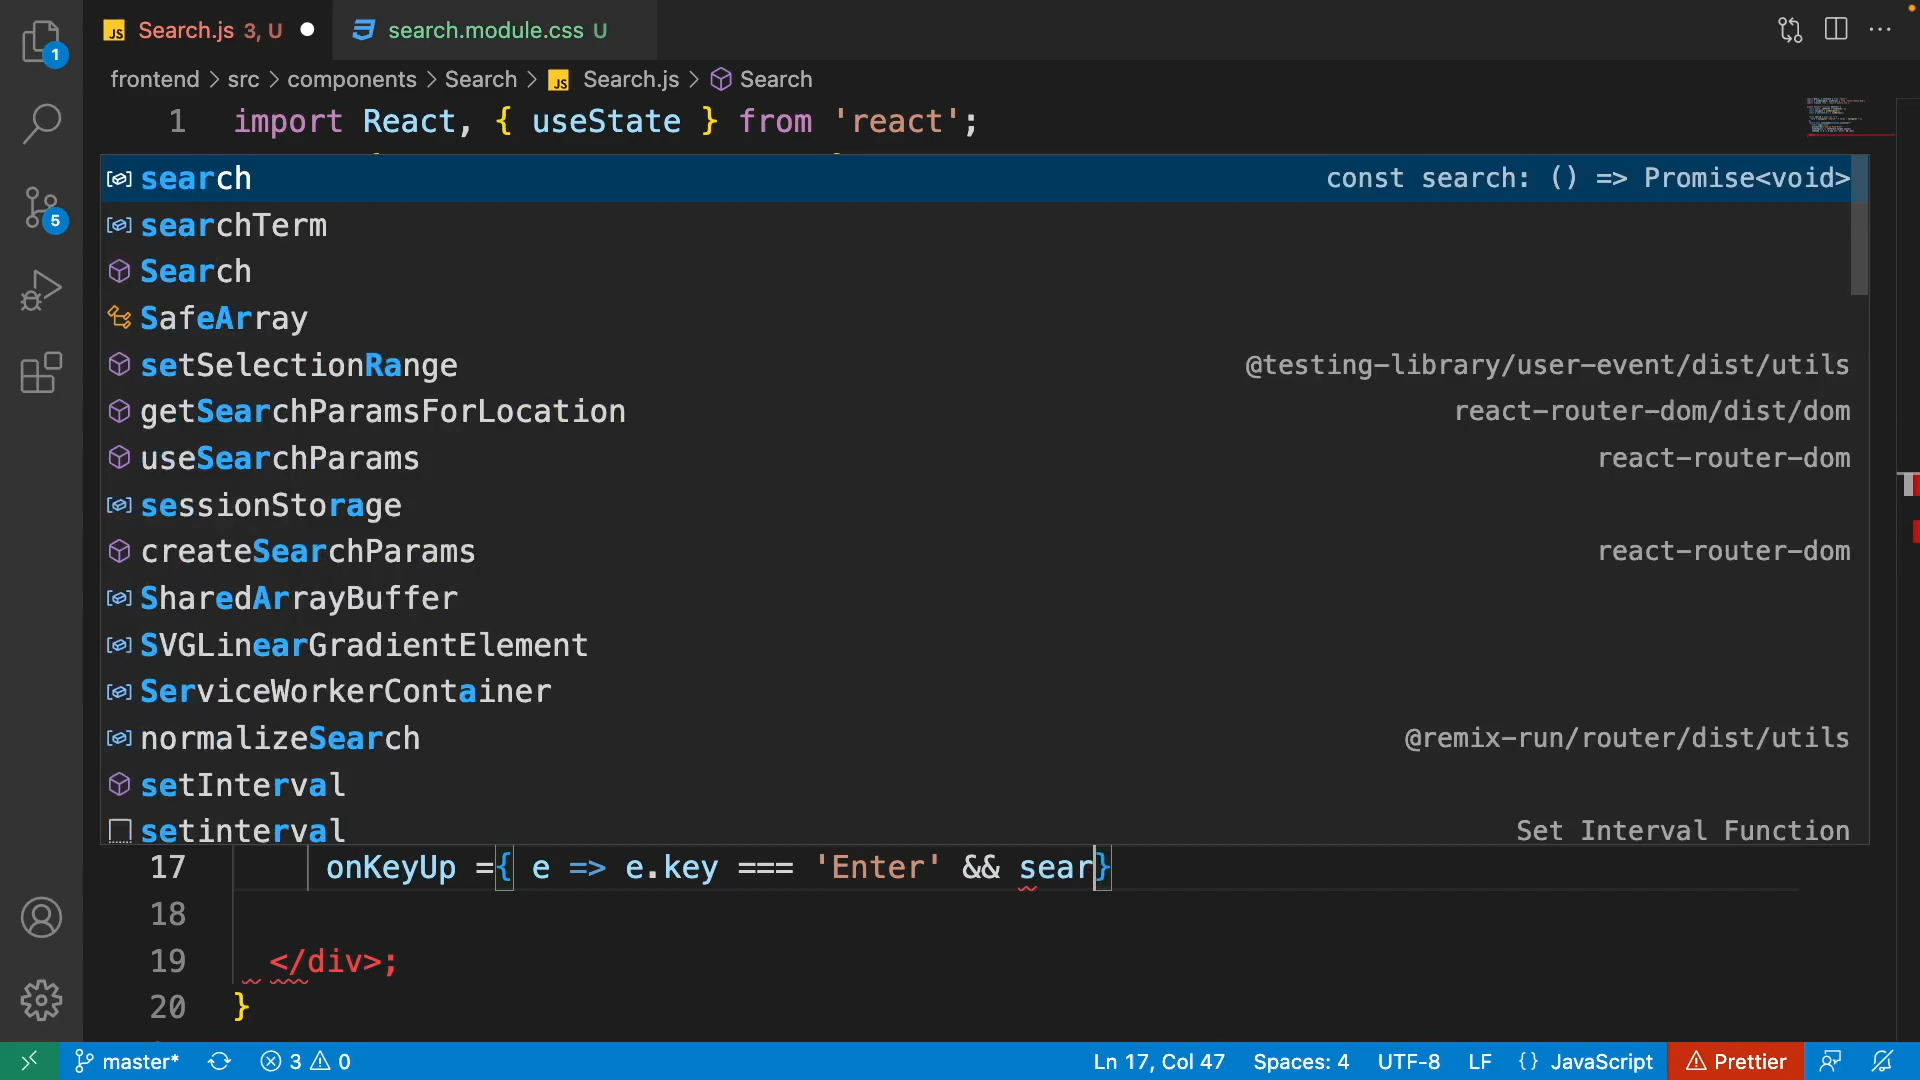 1
5
JS Search.js 3, U
search.module.css U
frontend > src > components > Search > JS Search.js > Search
1 import React, { useState } from 'react';
search const search: () => Promise<void>
searchTerm
Search
SafeArray
setSelectionRange @testing-library/user-event/dist/utils
getSearchParamsForLocation react-router-dom/dist/dom
useSearchParams react-router-dom
sessionStorage
createSearchParams react-router-dom
SharedArrayBuffer
SVGLinearGradientElement
ServiceWorkerContainer
normalizeSearch @remix-run/router/dist/utils
setInterval
setinterval Set Interval Function
17 onKeyUp ={ e => e.key === 'Enter' && sear}
18
19 </div>;
20 }
master* 3 0 Ln 17, Col 47 Spaces: 4 UTF-8 LF {} JavaScript Prettier